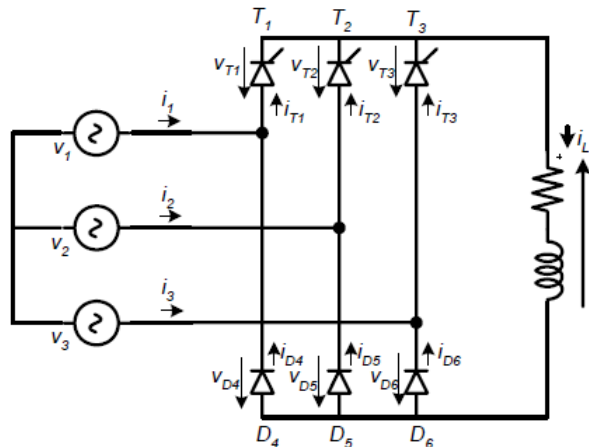 T1 T2 T3
vT1 vT2 vT3
iT1 iT2 iT3
i1
v1
iL
+
i2
v2
i3
v3
iD4 iD5 iD6
vD4 vD5 vD6
D4 D5 D6